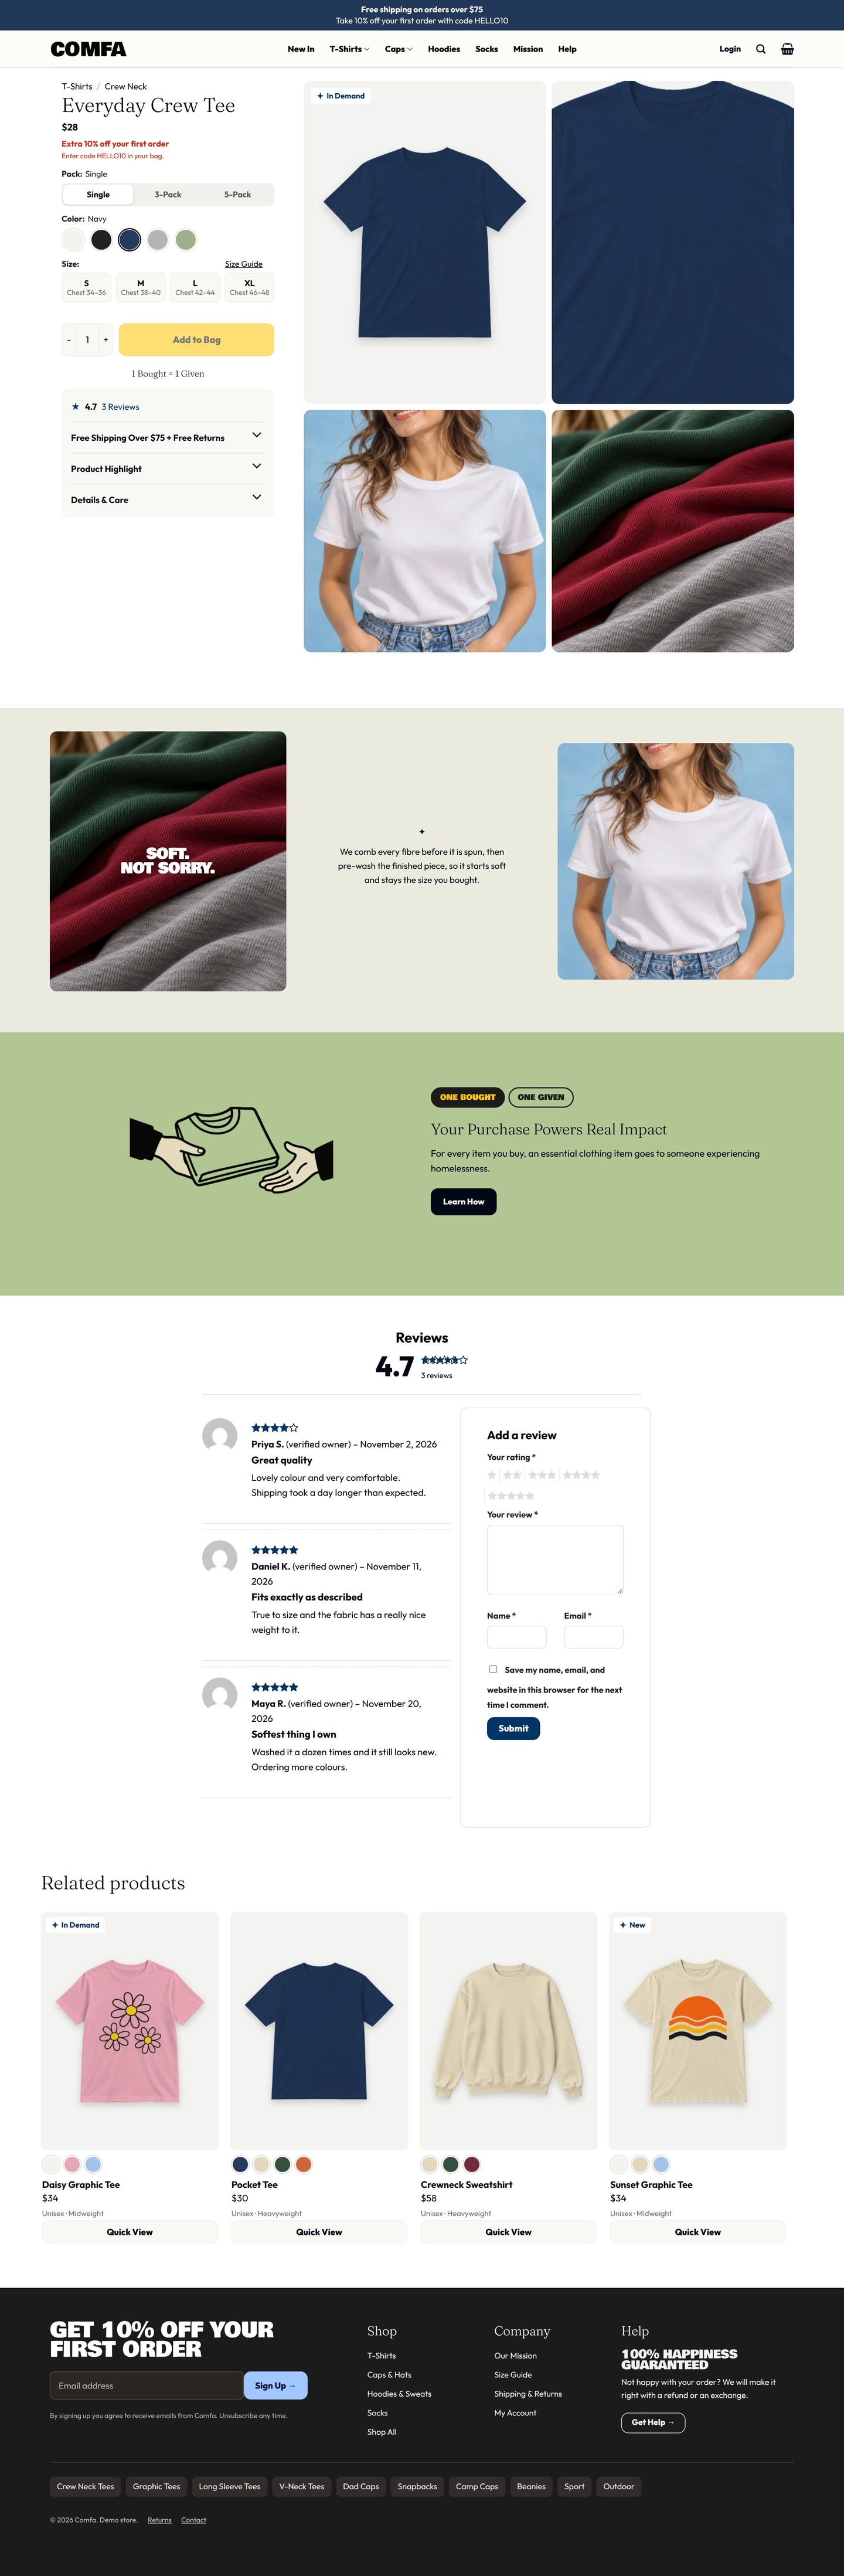 Free shipping on orders over $75
Take 10% off your first order with code HELLO10
COMFA
New In
T-Shirts
Caps
Hoodies
Socks
Mission
Help
Login
T-Shirts / Crew Neck
Everyday Crew Tee
$28
Extra 10% off your first order
Enter code HELLO10 in your bag.
Pack: Single
Single
3-Pack
5-Pack
Color: Navy
Size:
Size Guide
S
Chest 34–36
M
Chest 38–40
L
Chest 42–44
XL
Chest 46–48
- 1 +
Add to Bag
1 Bought = 1 Given
★ 4.7 3 Reviews
Free Shipping Over $75 + Free Returns
Product Highlight
Details & Care
In Demand
SOFT.
NOT SORRY.
We comb every fibre before it is spun, then
pre-wash the finished piece, so it starts soft
and stays the size you bought.
ONE BOUGHT
ONE GIVEN
Your Purchase Powers Real Impact
For every item you buy, an essential clothing item goes to someone experiencing
homelessness.
Learn How
Reviews
4.7
3 reviews
Priya S. (verified owner) – November 2, 2026
Great quality
Lovely colour and very comfortable.
Shipping took a day longer than expected.
Daniel K. (verified owner) – November 11,
2026
Fits exactly as described
True to size and the fabric has a really nice
weight to it.
Maya R. (verified owner) – November 20,
2026
Softest thing I own
Washed it a dozen times and it still looks new.
Ordering more colours.
Add a review
Your rating *
Your review *
Name *
Email *
Save my name, email, and
website in this browser for the next
time I comment.
Submit
Related products
In Demand
Daisy Graphic Tee
$34
Unisex · Midweight
Quick View
Pocket Tee
$30
Unisex · Heavyweight
Quick View
Crewneck Sweatshirt
$58
Unisex · Heavyweight
Quick View
New
Sunset Graphic Tee
$34
Unisex · Midweight
Quick View
GET 10% OFF YOUR
FIRST ORDER
Email address
Sign Up →
By signing up you agree to receive emails from Comfa. Unsubscribe any time.
Shop
T-Shirts
Caps & Hats
Hoodies & Sweats
Socks
Shop All
Company
Our Mission
Size Guide
Shipping & Returns
My Account
Help
100% HAPPINESS
GUARANTEED
Not happy with your order? We will make it
right with a refund or an exchange.
Get Help →
Crew Neck Tees
Graphic Tees
Long Sleeve Tees
V-Neck Tees
Dad Caps
Snapbacks
Camp Caps
Beanies
Sport
Outdoor
© 2026 Comfa. Demo store.
Returns
Contact